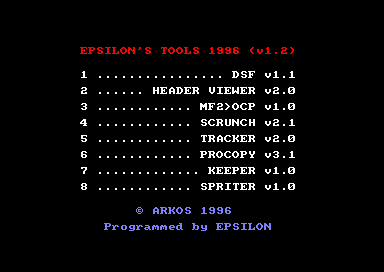 EPSILON'S TOOLS 1996 (v1.2)
1 ................ DSF v1.1
2 ...... HEADER VIEWER v2.0
3 ............ MF2>OCP v1.0
4 ............ SCRUNCH v2.1
5 ............ TRACKER v2.0
6 ............ PROCOPY v3.1
7 ............. KEEPER v1.0
8 ............ SPRITER v1.0
© ARKOS 1996
Programmed by EPSILON